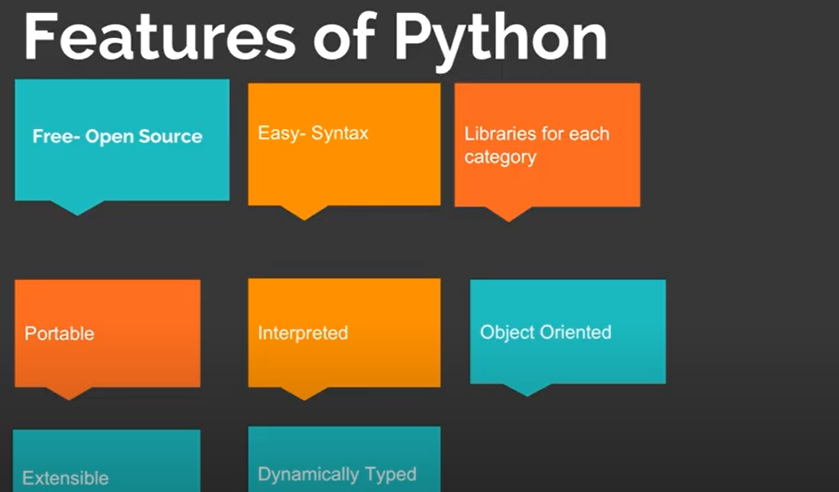 Features of Python
Free- Open Source
Easy- Syntax
Libraries for each
category
Portable
Interpreted
Object Oriented
Extensible
Dynamically Typed